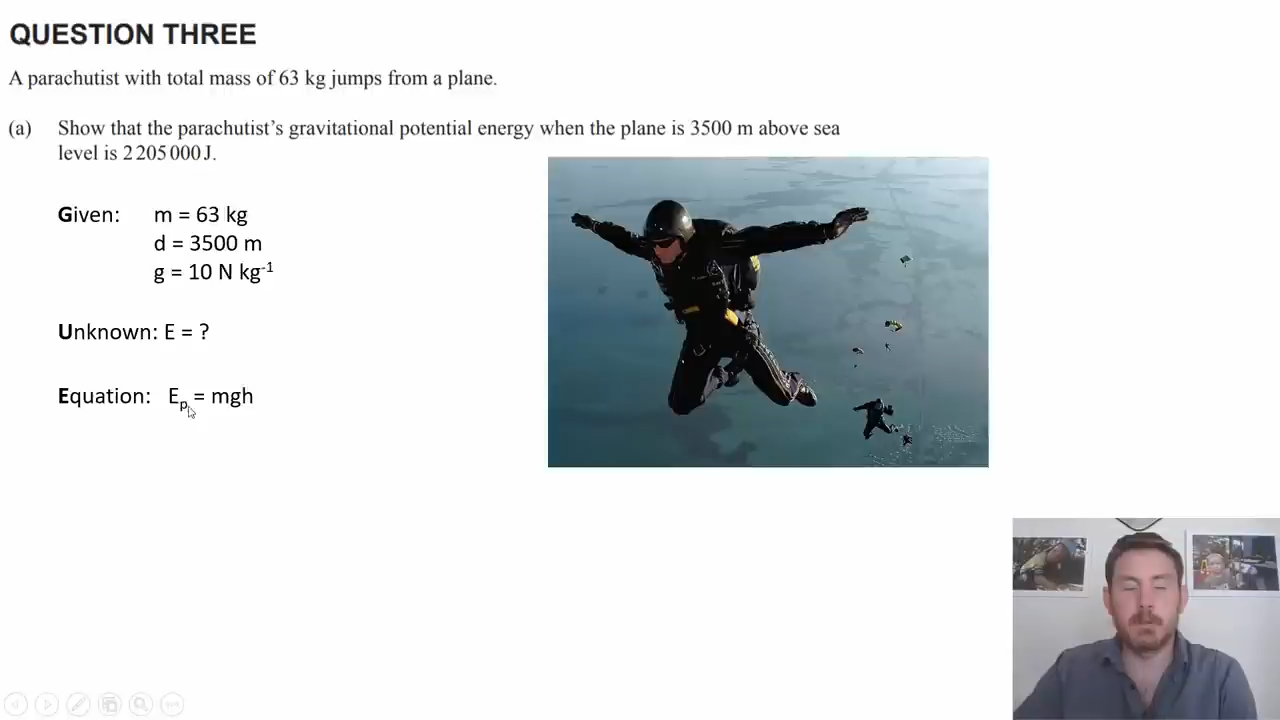 QUESTION THREE
A parachutist with total mass of 63 kg jumps from a plane.
(a) Show that the parachutist's gravitational potential energy when the plane is 3500 m above sea
level is 2 205 000 J.
Given: m = 63 kg
d = 3500 m
g = 10 N kg⁻¹
Unknown: E = ?
Equation: Eₚ = mgh